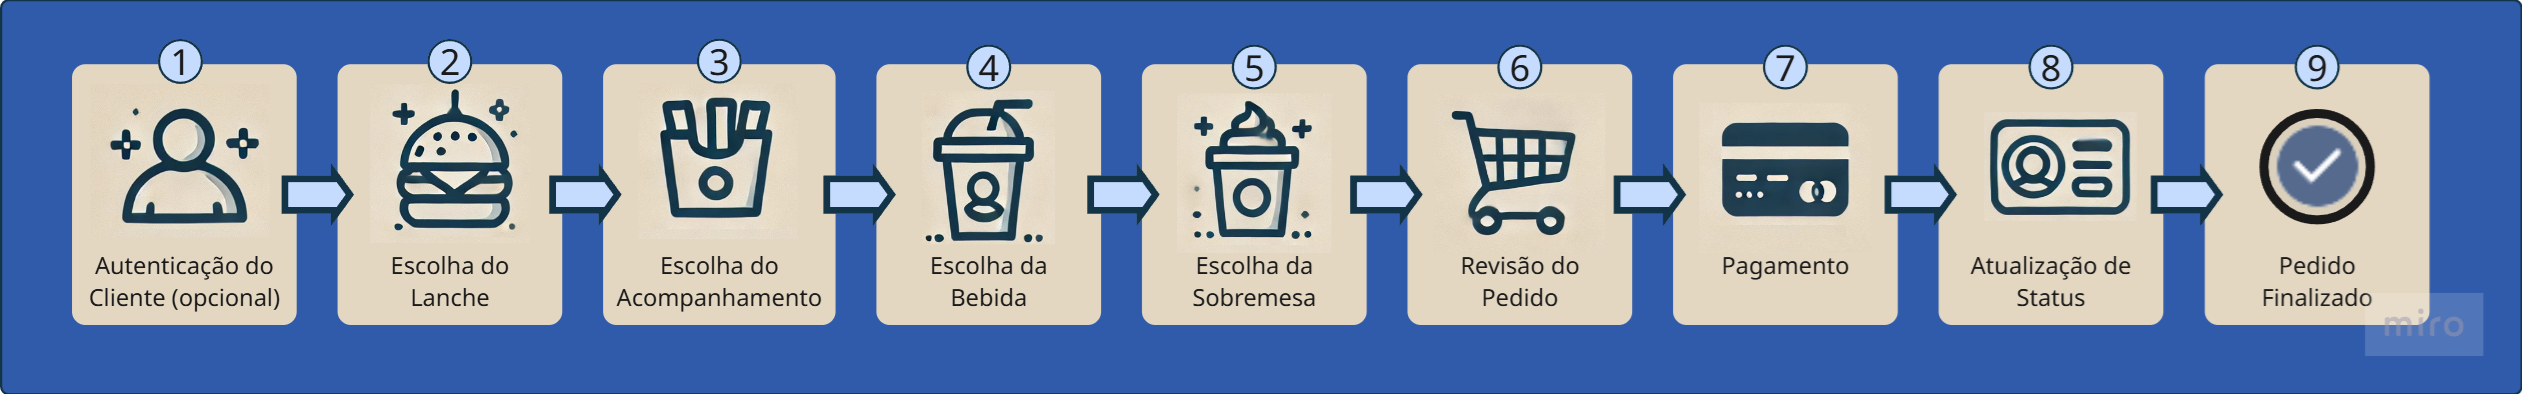 1
Autenticação do
Cliente (opcional)
2
Escolha do
Lanche
3
Escolha do
Acompanhamento
4
Escolha da
Bebida
5
Escolha da
Sobremesa
6
Revisão do
Pedido
7
Pagamento
8
Atualização de
Status
9
Pedido
Finalizado
miro